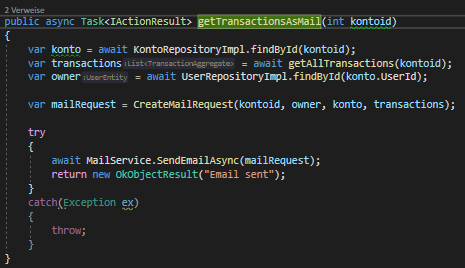 2 Verweise
public async Task<IActionResult> getTransactionsAsMail(int kontoid)
{
var konto = await KontoRepositoryImpl.findById(kontoid);
var transactions :List<TransactionAggregate> = await getAllTransactions(kontoid);
var owner :UserEntity = await UserRepositoryImpl.findById(konto.UserId);
var mailRequest = CreateMailRequest(kontoid, owner, konto, transactions);
try
{
await MailService.SendEmailAsync(mailRequest);
return new OkObjectResult("Email sent");
}
catch(Exception ex)
{
throw;
}
}